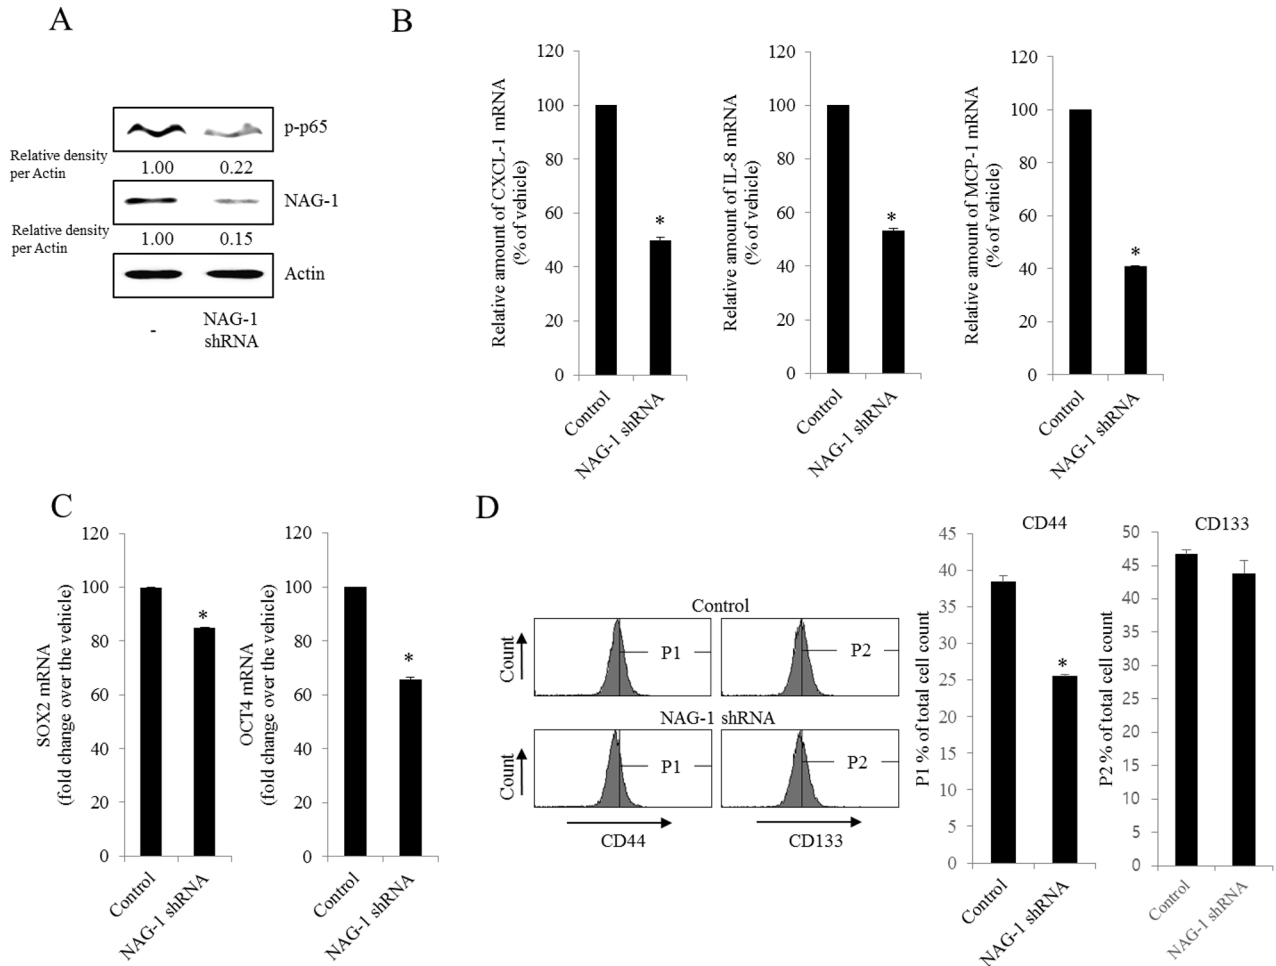 A
p-p65
Relative density
per Actin
1.00 0.22
NAG-1
Relative density
per Actin
1.00 0.15
Actin
-
NAG-1
shRNA
B
Relative amount of CXCL-1 mRNA
(% of vehicle)
120
100
80
60
40
20
0
*
Control
NAG-1 shRNA
Relative amount of IL-8 mRNA
(% of vehicle)
120
100
80
60
40
20
0
*
Control
NAG-1 shRNA
Relative amount of MCP-1 mRNA
(% of vehicle)
120
100
80
60
40
20
0
*
Control
NAG-1 shRNA
C
SOX2 mRNA
(fold change over the vehicle)
120
100
80
60
40
20
0
*
Control
NAG-1 shRNA
OCT4 mRNA
(fold change over the vehicle)
120
100
80
60
40
20
0
*
Control
NAG-1 shRNA
D
Control
Count
P1
P2
NAG-1 shRNA
Count
P1
P2
CD44
CD133
CD44
P1 % of total cell count
45
40
35
30
25
20
15
10
5
0
*
Control
NAG-1 shRNA
CD133
P2 % of total cell count
50
45
40
35
30
25
20
15
10
5
0
Control
NAG-1 shRNA